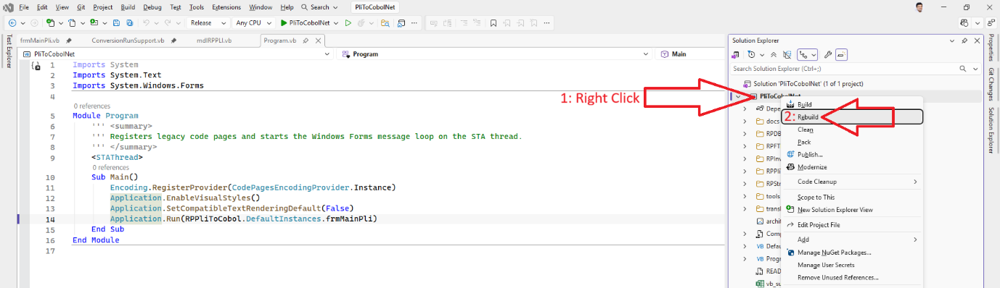 File Edit View Git Project Build Debug Test Tools Extensions Window Help Search PliToCobolNet
Release Any CPU PliToCobolNet
Test Explorer
frmMainPli.vb ConversionRunSupport.vb mdlRPPLI.vb Program.vb
PliToCobolNet Program Main
1 Imports System
2 Imports System.Text
3 Imports System.Windows.Forms
4
0 references
5 Module Program
6 ''' <summary>
7 ''' Registers legacy code pages and starts the Windows Forms message loop on the STA thread.
8 ''' </summary>
9 <STAThread>
0 references
10 Sub Main()
11 Encoding.RegisterProvider(CodePagesEncodingProvider.Instance)
12 Application.EnableVisualStyles()
13 Application.SetCompatibleTextRenderingDefault(False)
14 Application.Run(RPPliToCobol.DefaultInstances.frmMainPli)
15 End Sub
16 End Module
17
1: Right Click
Solution Explorer
Search Solution Explorer (Ctrl+;)
Solution 'PliToCobolNet' (1 of 1 project)
PliToCobolNet
Depe
docs
RPDB
RPFT
RPInv
RPPli
RPStr
tools
transl
archit
Comp
Defau
Progr
READ
vb_su
Build
2: Rebuild
Clean
Pack
Publish...
Modernize
Code Cleanup
Scope to This
New Solution Explorer View
Edit Project File
Add
Manage NuGet Packages...
Manage User Secrets
Remove Unused References...
Properties
Git Changes
Solution Explorer